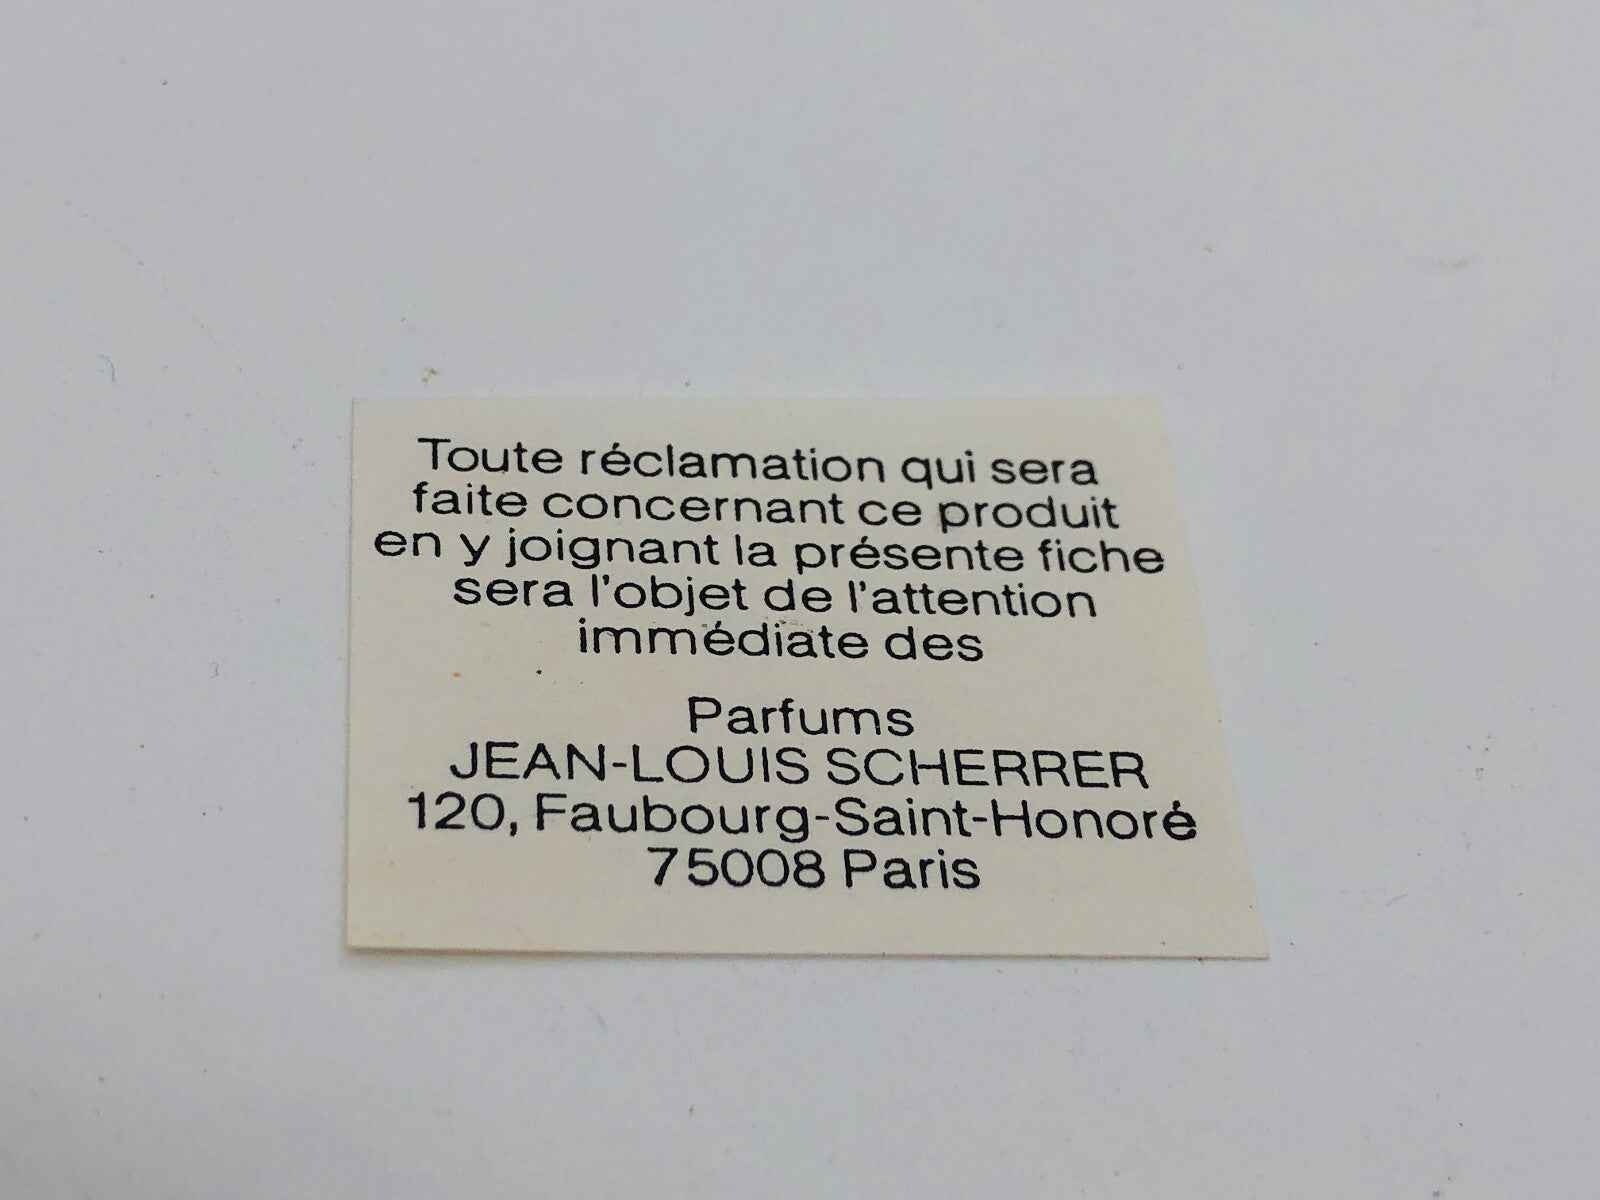 Toute réclamation qui sera
faite concernant ce produit
en y joignant la présente fiche
sera l'objet de l'attention
immédiate des
Parfums
JEAN-LOUIS SCHERRER
120, Faubourg-Saint-Honoré
75008 Paris